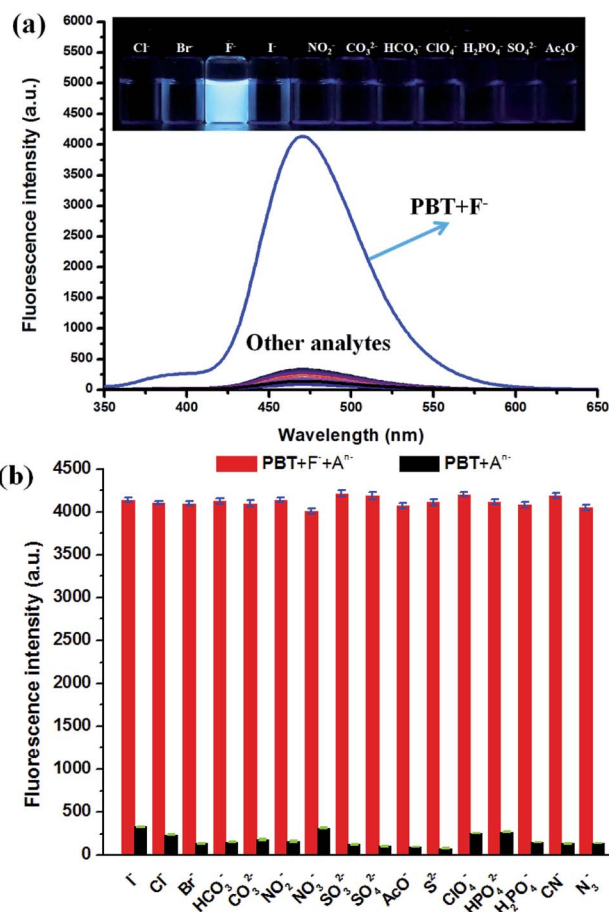 (a)
Cl⁻ Br⁻ F⁻ I⁻ NO₂⁻ CO₃²⁻ HCO₃⁻ ClO₄⁻ H₂PO₄⁻ SO₄²⁻ Ac₂O⁻
6000
5500
5000
4500
4000
3500
3000
2500
2000
1500
1000
500
0
Fluorescence intensity (a.u.)
PBT+F⁻
Other analytes
350 400 450 500 550 600 650
Wavelength (nm)
(b)
PBT+F⁻+Aⁿ⁻ PBT+Aⁿ⁻
4500
4000
3500
3000
2500
2000
1500
1000
500
0
Fluorescence intensity (a.u.)
I⁻ Cl⁻ Br⁻ HCO₃⁻ CO₃²⁻ NO₂⁻ NO₃⁻ SO₃²⁻ SO₄²⁻ AcO⁻ S²⁻ ClO₄⁻ HPO₄²⁻ H₂PO₄⁻ CN⁻ N₃⁻